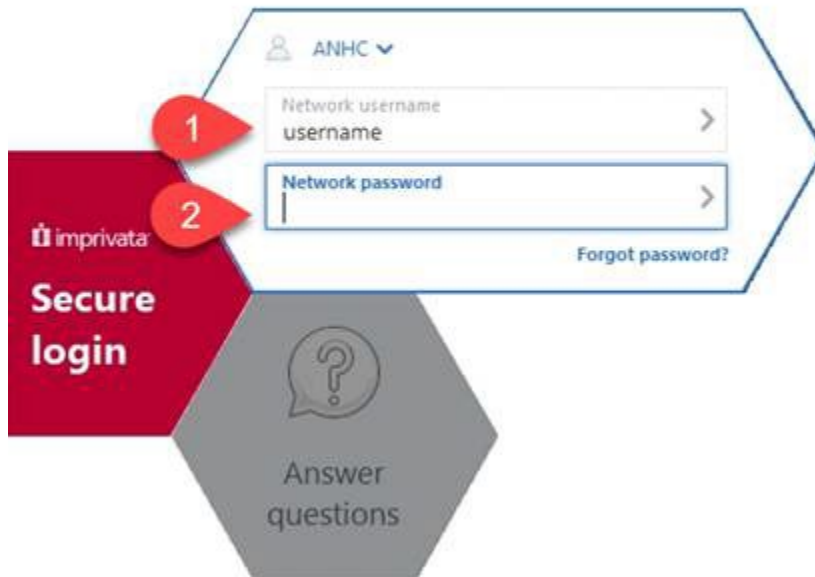 ANHC
Network username
username
1
Network password
2
Forgot password?
imprivata
Secure
login
?
Answer
questions